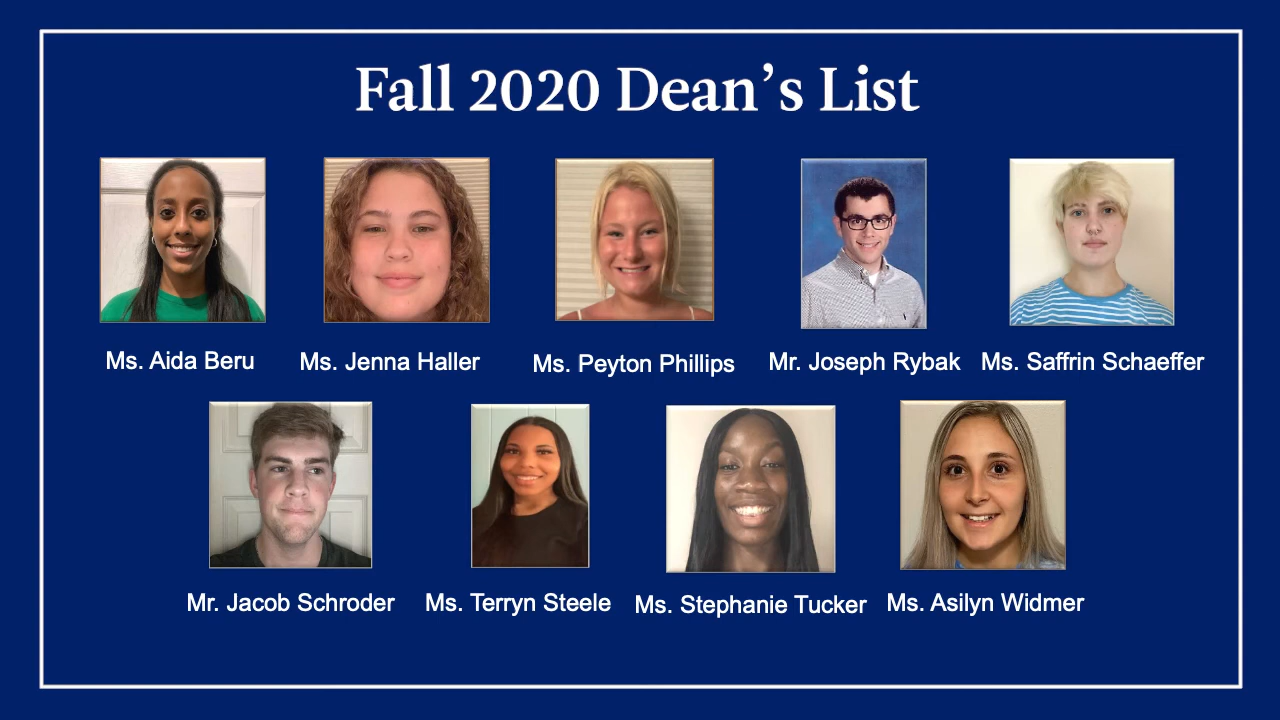 Fall 2020 Dean’s List
Ms. Aida Beru
Ms. Jenna Haller
Ms. Peyton Phillips
Mr. Joseph Rybak
Ms. Saffrin Schaeffer
Mr. Jacob Schroder
Ms. Terryn Steele
Ms. Stephanie Tucker
Ms. Asilyn Widmer